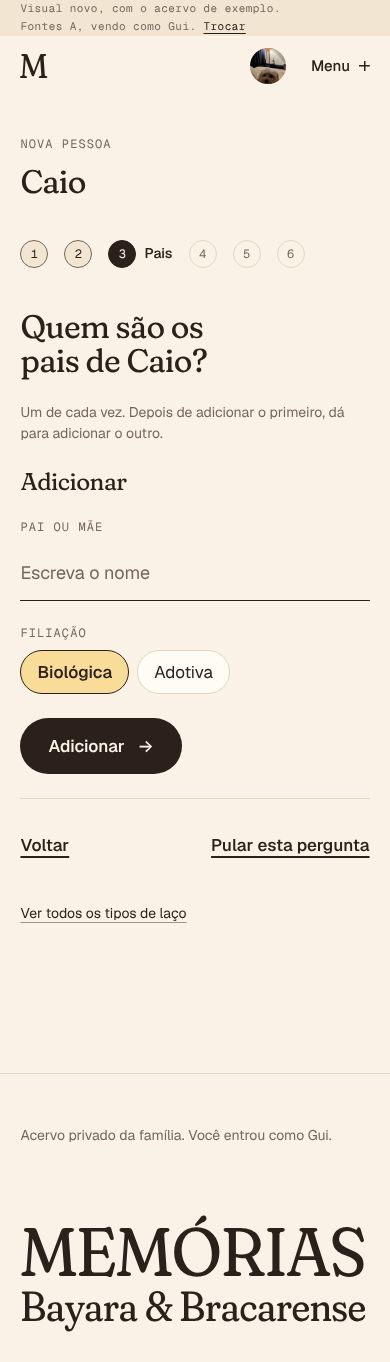 Visual novo, com o acervo de exemplo.
Fontes A, vendo como Gui. Trocar
M
Menu +
NOVA PESSOA
Caio
1 2 3 Pais 4 5 6
Quem são os
pais de Caio?
Um de cada vez. Depois de adicionar o primeiro, dá
para adicionar o outro.
Adicionar
PAI OU MÃE
Escreva o nome
FILIAÇÃO
Biológica Adotiva
Adicionar →
Voltar Pular esta pergunta
Ver todos os tipos de laço
Acervo privado da família. Você entrou como Gui.
MEMÓRIAS
Bayara & Bracarense